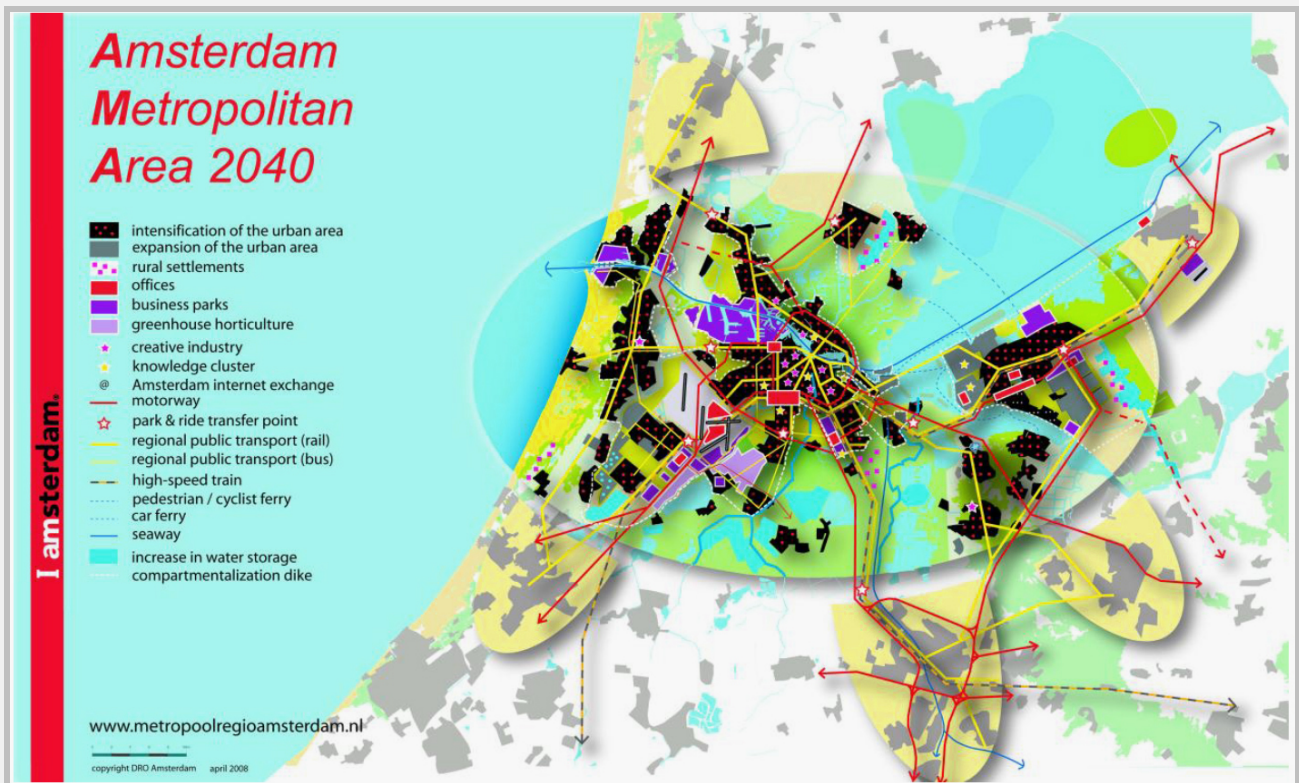 Amsterdam
Metropolitan
Area 2040
intensification of the urban area
expansion of the urban area
rural settlements
offices
business parks
greenhouse horticulture
creative industry
knowledge cluster
@ Amsterdam internet exchange
motorway
park & ride transfer point
regional public transport (rail)
regional public transport (bus)
high-speed train
pedestrian / cyclist ferry
car ferry
seaway
increase in water storage
compartmentalization dike
I amsterdam.
www.metropoolregioamsterdam.nl
copyright DRO Amsterdam april 2008